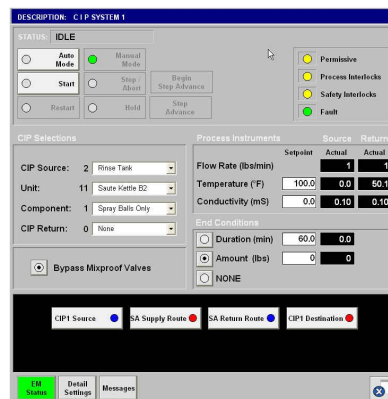 DESCRIPTION: C I P SYSTEM 1
STATUS: IDLE
Auto Mode
Manual Mode
Start
Stop / Abort
Begin Step Advance
Restart
Hold
Step Advance
Permissive
Process Interlocks
Safety Interlocks
Fault
CIP Selections
CIP Source: 2 Rinse Tank
Unit: 11 Saute Kettle B2
Component: 1 Spray Balls Only
CIP Return: 0 None
Bypass Mixproof Valves
Process Instruments Source Return
Setpoint Actual Actual
Flow Rate (lbs/min) 1 1
Temperature (°F) 100.0 0.0 50.1
Conductivity (mS) 0.0 0.10 0.10
End Conditions
Duration (min) 60.0 0.0
Amount (lbs) 0 0
NONE
CIP1 Source
SA Supply Route
SA Return Route
CIP1 Destination
EM Status
Detail Settings
Messages